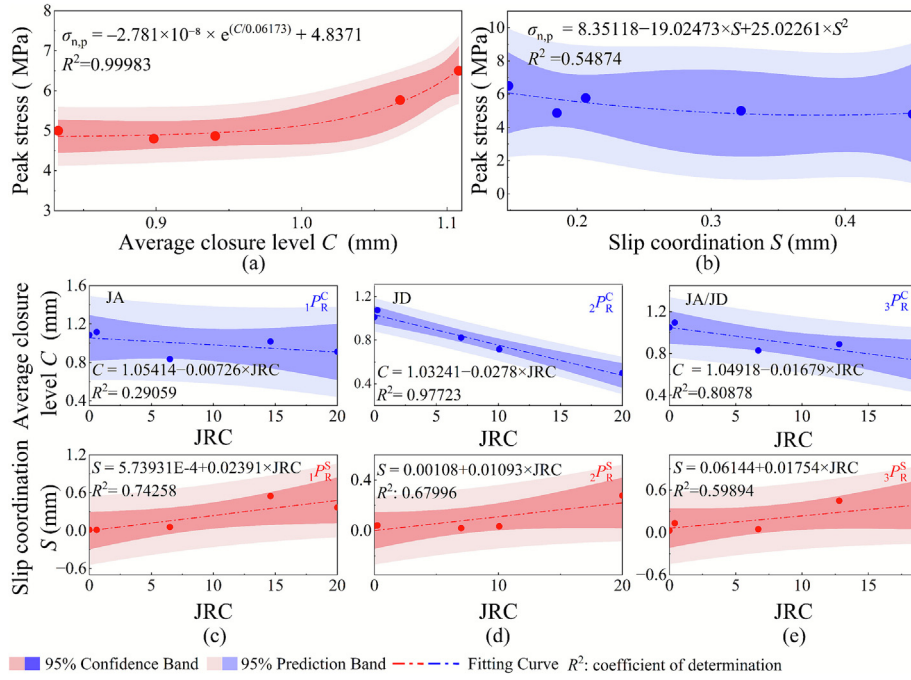 σn,p = −2.781×10⁻⁸ × e^(C/0.06173) + 4.8371
R²=0.99983
Peak stress ( MPa)
8
7
6
5
4
3
0.9
1.0
1.1
Average closure level C (mm)
(a)
σn,p = 8.35118−19.02473×S+25.02261×S²
R² =0.54874
Peak stress ( MPa)
10
8
6
4
2
0
0.2
0.3
0.4
Slip coordination S (mm)
(b)
Average closure level C (mm)
1.6
1.2
0.8
0.4
JA
₁P_R^C
C=1.05414−0.00726×JRC
R²=0.29059
0
5
10
15
20
JRC
JD
₂P_R^C
1.0
0.5
C=1.03241−0.0278×JRC
R²=0.97723
0
5
10
15
20
JRC
JA/JD
₃P_R^C
1.6
1.2
0.8
0.4
C =1.04918−0.01679×JRC
R²=0.80878
0
5
10
15
JRC
Slip coordination S (mm)
S = 5.73931E-4+0.02391×JRC
₁P_R^S
R²=0.74258
0.6
0.0
−0.6
0
5
10
15
20
JRC
(c)
S = 0.00108+0.01093×JRC
₂P_R^S
R²: 0.67996
0.4
0.0
0
5
10
15
20
JRC
(d)
S = 0.06144+0.01754×JRC
₃P_R^S
R²=0.59894
0.6
0.0
−0.6
0
5
10
15
JRC
(e)
95% Confidence Band 95% Prediction Band Fitting Curve R²: coefficient of determination